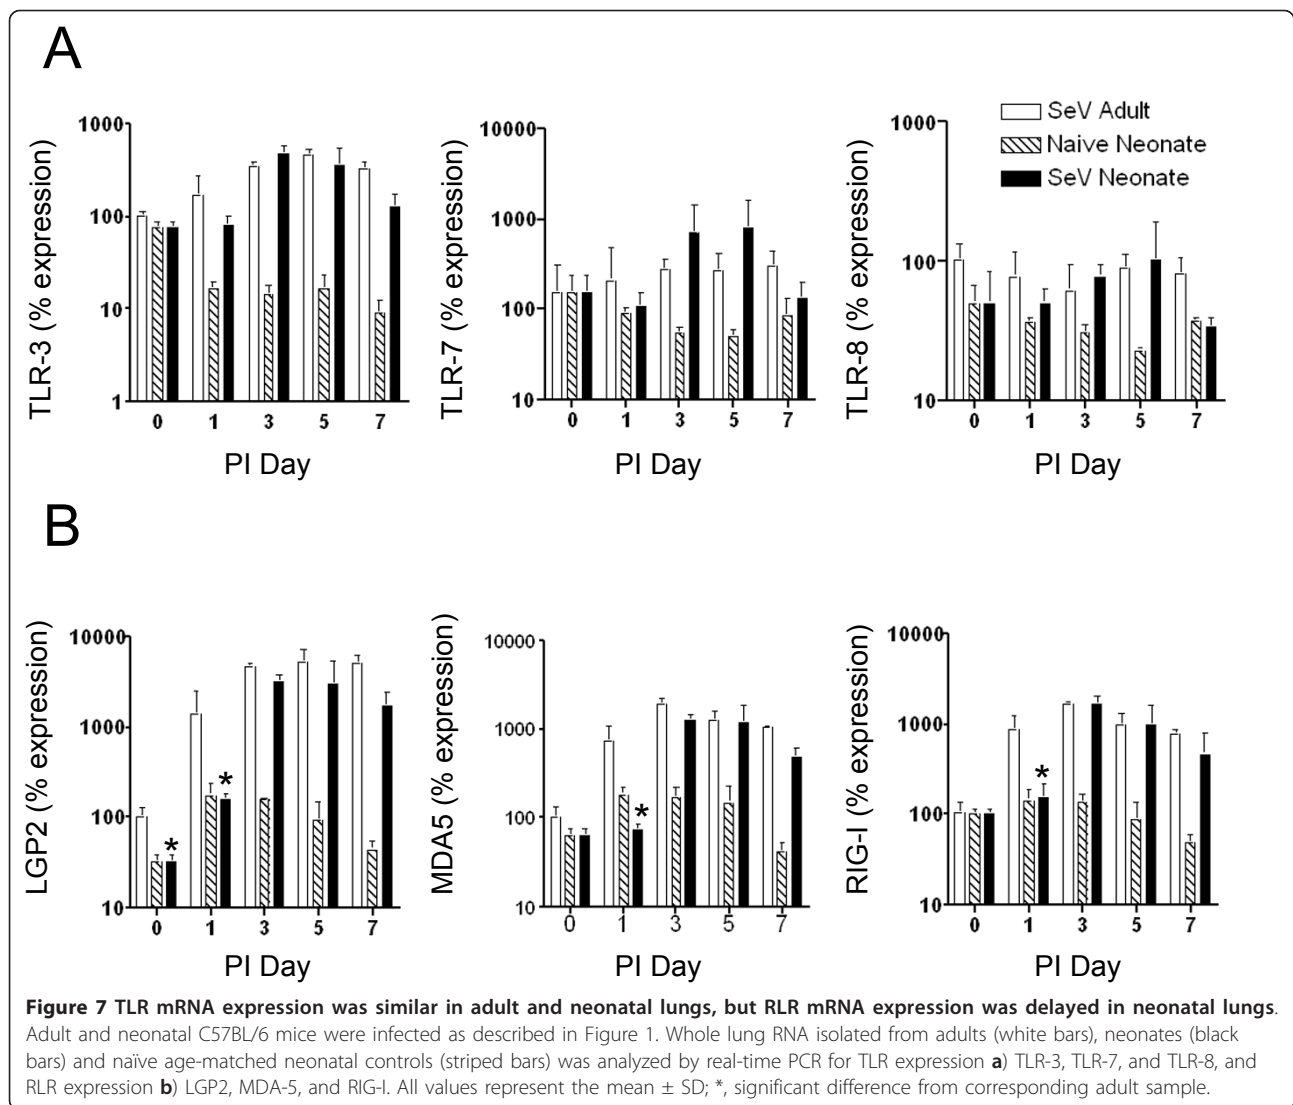 A
1000
100
10
1
TLR-3 (% expression)
0 1 3 5 7
PI Day
10000
1000
100
10
TLR-7 (% expression)
0 1 3 5 7
PI Day
1000
100
10
TLR-8 (% expression)
0 1 3 5 7
PI Day
SeV Adult
Naive Neonate
SeV Neonate
B
10000
1000
100
10
LGP2 (% expression)
* *
0 1 3 5 7
PI Day
10000
1000
100
10
MDA5 (% expression)
*
0 1 3 5 7
PI Day
10000
1000
100
10
RIG-I (% expression)
*
0 1 3 5 7
PI Day
Figure 7 TLR mRNA expression was similar in adult and neonatal lungs, but RLR mRNA expression was delayed in neonatal lungs.
Adult and neonatal C57BL/6 mice were infected as described in Figure 1. Whole lung RNA isolated from adults (white bars), neonates (black
bars) and naïve age-matched neonatal controls (striped bars) was analyzed by real-time PCR for TLR expression a) TLR-3, TLR-7, and TLR-8, and
RLR expression b) LGP2, MDA-5, and RIG-I. All values represent the mean ± SD; *, significant difference from corresponding adult sample.